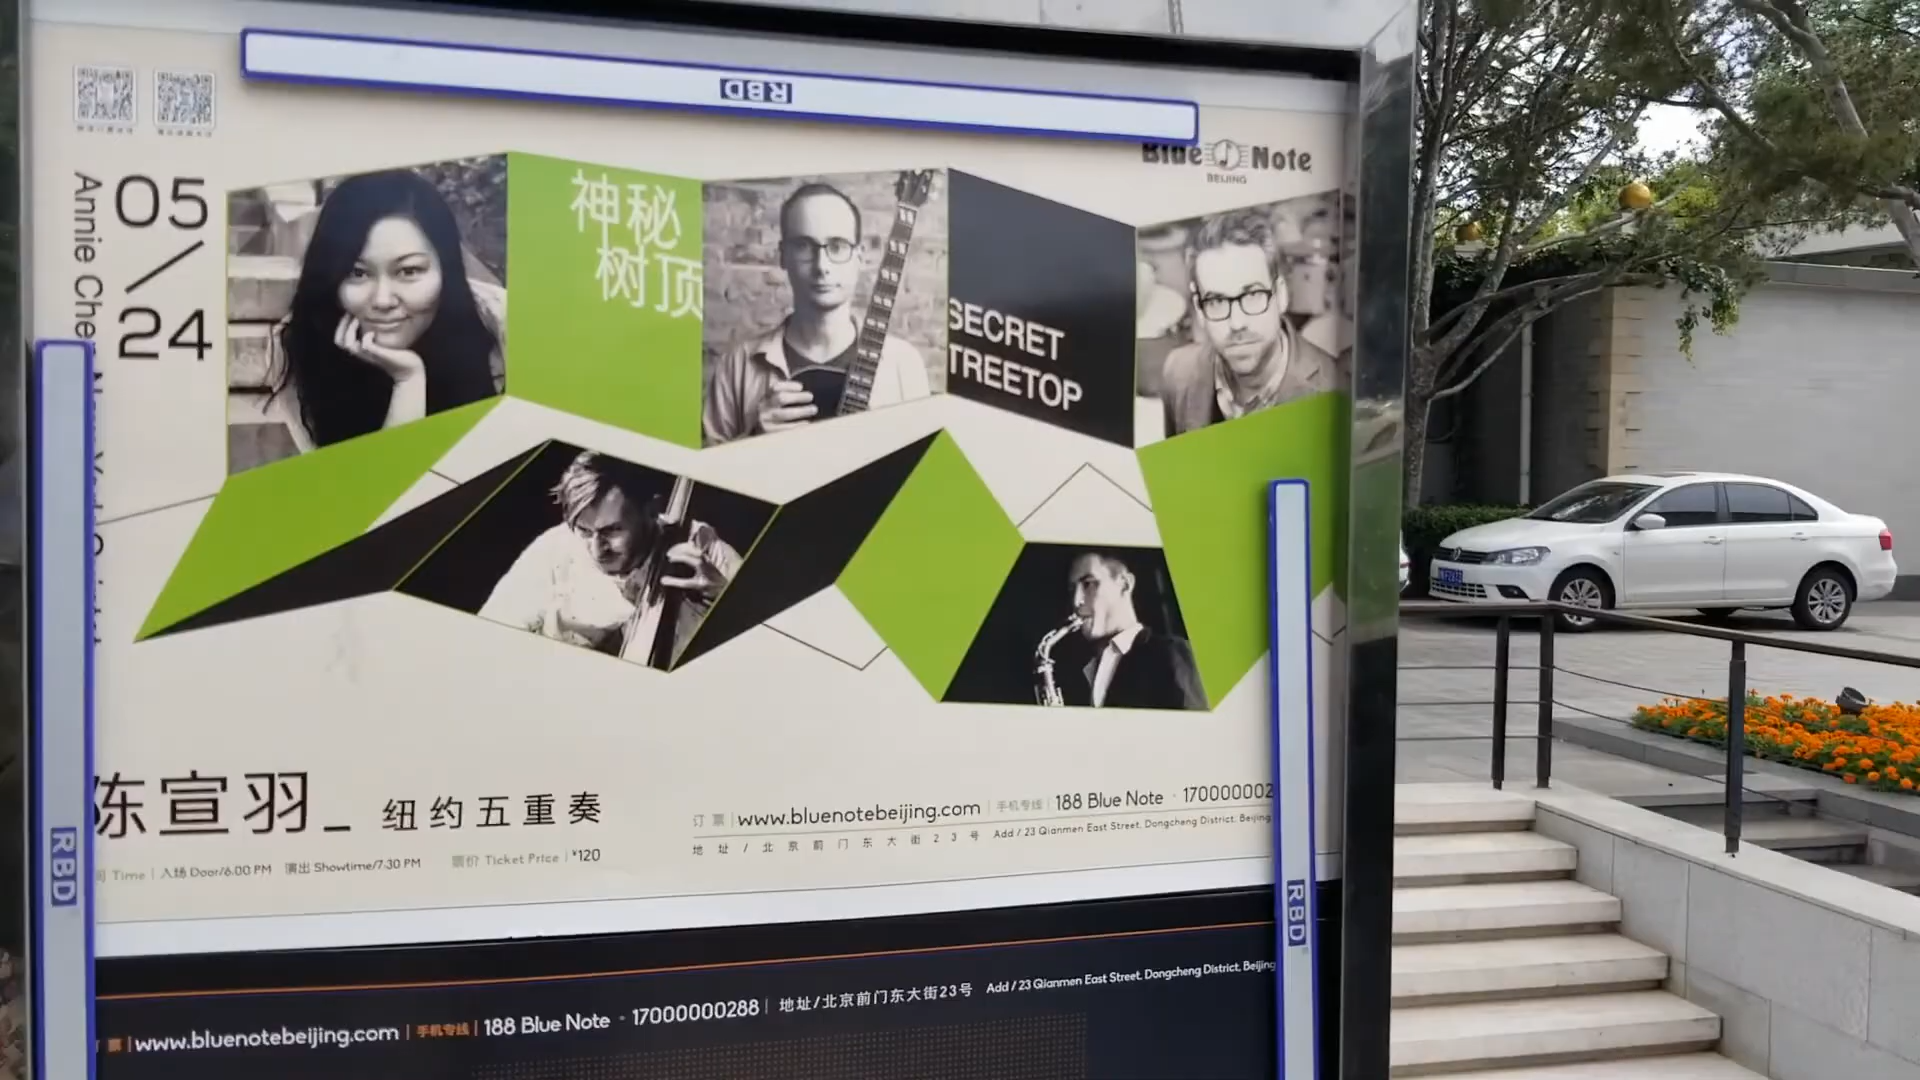 RBD
Blue Note
BEIJING
05
24
Annie Che
神秘
树顶
SECRET
TREETOP
陈宣羽_ 纽约五重奏
Time | 入场 Door/6:00 PM 演出 Showtime/7:30 PM 票价 Ticket Price | ¥120
订票 | www.bluenotebeijing.com | 手机专线 | 188 Blue Note · 170000002
地址/北京前门东大街23号 Add / 23 Qianmen East Street, Dongcheng District, Beijing
RBD
RBD
票 | www.bluenotebeijing.com | 手机专线 | 188 Blue Note · 17000000288 | 地址/北京前门东大街23号 Add / 23 Qianmen East Street, Dongcheng District, Beijing